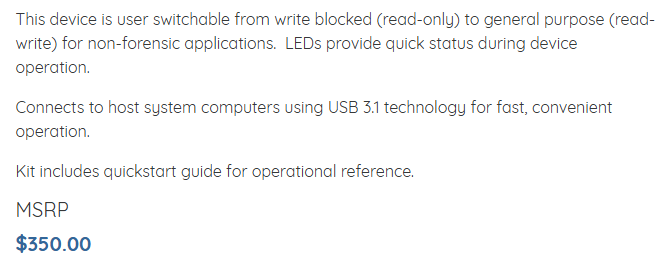 This device is user switchable from write blocked (read-only) to general purpose (read-
write) for non-forensic applications.  LEDs provide quick status during device
operation.
Connects to host system computers using USB 3.1 technology for fast, convenient
operation.
Kit includes quickstart guide for operational reference.
MSRP
$350.00